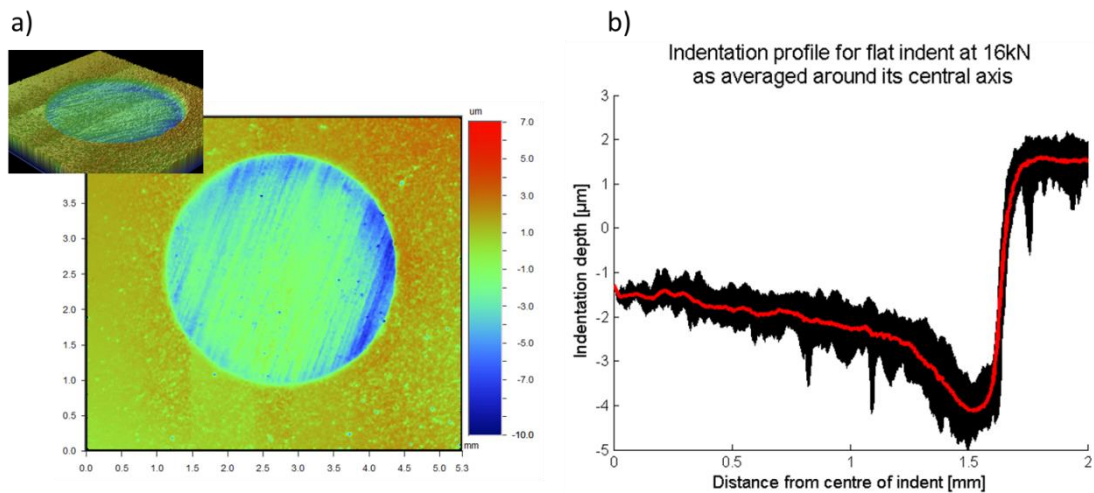 a)
um
7.0
5.0
3.0
1.0
-1.0
-3.0
-5.0
-7.0
-10.0
mm
3.5
3.0
2.5
2.0
1.5
1.0
0.5
0.0
0.0 0.5 1.0 1.5 2.0 2.5 3.0 3.5 4.0 4.5 5.0 5.3
b)
Indentation profile for flat indent at 16kN
as averaged around its central axis
Indentation depth [µm]
3
2
1
0
-1
-2
-3
-4
-5
0 0.5 1 1.5 2
Distance from centre of indent [mm]